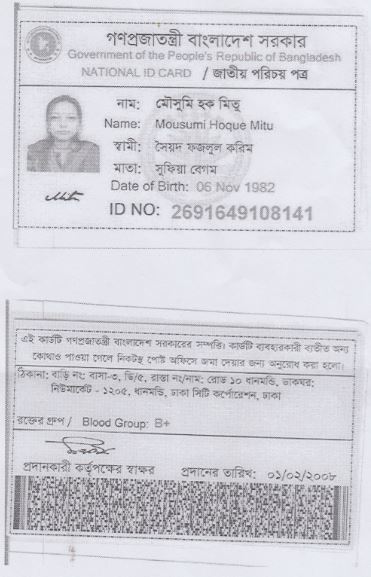 গণপ্রজাতন্ত্রী বাংলাদেশ সরকার
Government of the People's Republic of Bangladesh
NATIONAL ID CARD / জাতীয় পরিচয় পত্র
নাম: মৌসুমি হক মিতু
Name: Mousumi Hoque Mitu
স্বামী: সৈয়দ ফজলুল করিম
মাতা: সুফিয়া বেগম
Date of Birth: 06 Nov 1982
ID NO: 2691649108141
এই কার্ডটি গণপ্রজাতন্ত্রী বাংলাদেশ সরকারের সম্পত্তি। কার্ডটি ব্যবহারকারী ব্যতীত অন্য
কোথাও পাওয়া গেলে নিকটস্থ পোষ্ট অফিসে জমা দেয়ার জন্য অনুরোধ করা হলো।
ঠিকানা: বাড়ি নং: বাসা-৩, ডি/৫, রাস্তা নং/নাম: রোড ১০ ধানমন্ডি, ডাকঘর:
নিউমার্কেট - ১২০৫, ধানমন্ডি, ঢাকা সিটি কর্পোরেশন, ঢাকা
রক্তের গ্রুপ / Blood Group: B+
প্রদানকারী কর্তৃপক্ষের স্বাক্ষর প্রদানের তারিখ: ০১/০২/২০০৮